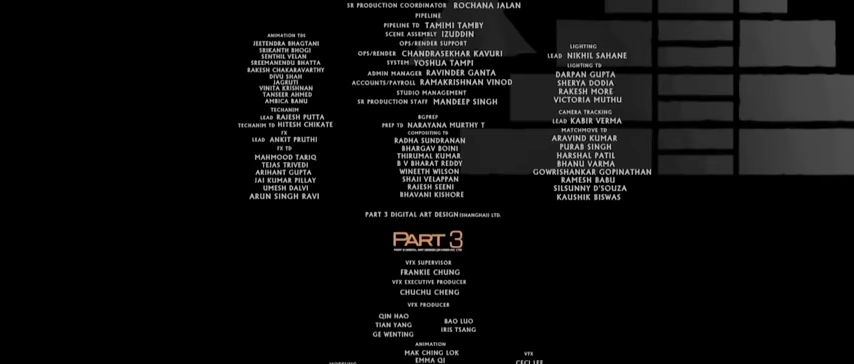 SR PRODUCTION COORDINATOR ROCHANA JALAN
PIPELINE
PIPELINE TD TAMIMI TAMBY
SCENE ASSEMBLY IZUDDIN
OPS/RENDER SUPPORT
OPS/RENDER CHANDRASEKHAR KAVURI
SYSTEM YOSHUA TAMPI
ADMIN MANAGER RAVINDER GANTA
ACCOUNTS/PAYROLL RAMAKRISHNAN VINOD
STUDIO MANAGEMENT
SR PRODUCTION STAFF MANDEEP SINGH
ANIMATION TDS
JEETENDRA BHAGTANI
SRIKANTH BHOGI
SENTHIL VELAN
SREEMANENDU BHATTA
RAKESH CHAKARAVARTHY
DIVU SHAH
JAGRUTI
VINITA KRISHNAN
TANSEER AHMED
AMBICA BANU
TECHANIM
LEAD RAJESH PUTTA
TECHANIM TD HITESH CHIKATE
FX
LEAD ANKIT PRUTHI
FX TD
MAHMOOD TARIQ
TEJAS TRIVEDI
ARIHANT GUPTA
JAI KUMAR PILLAY
UMESH DALVI
ARUN SINGH RAVI
BGPREP
PREP TD NARAYANA MURTHY T
COMPOSITING TD
RADHA SUNDRANAN
BHARGAV BOINI
THIRUMAL KUMAR
B V BHARAT REDDY
WINEETH WILSON
SHAJI VELAPPAN
RAJESH SEENI
BHAVANI KISHORE
LIGHTING
LEAD NIKHIL SAHANE
LIGHTING TD
DARPAN GUPTA
SHERYA DODIA
RAKESH MORE
VICTORIA MUTHU
CAMERA TRACKING
LEAD KABIR VERMA
MATCHMOVE TD
ARAVIND KUMAR
PURAB SINGH
HARSHAL PATIL
BHANU VARMA
GOWRISHANKAR GOPINATHAN
RAMESH BABU
SILSUNNY D'SOUZA
KAUSHIK BISWAS
PART 3 DIGITAL ART DESIGN (SHANGHAI) LTD.
PART 3
VFX SUPERVISOR
FRANKIE CHUNG
VFX EXECUTIVE PRODUCER
CHUCHU CHENG
VFX PRODUCER
QIN HAO
TIAN YANG
GE WENTING
BAO LUO
IRIS TSANG
ANIMATION
MAK CHING LOK
EMMA QI
VFX
CECI LEE